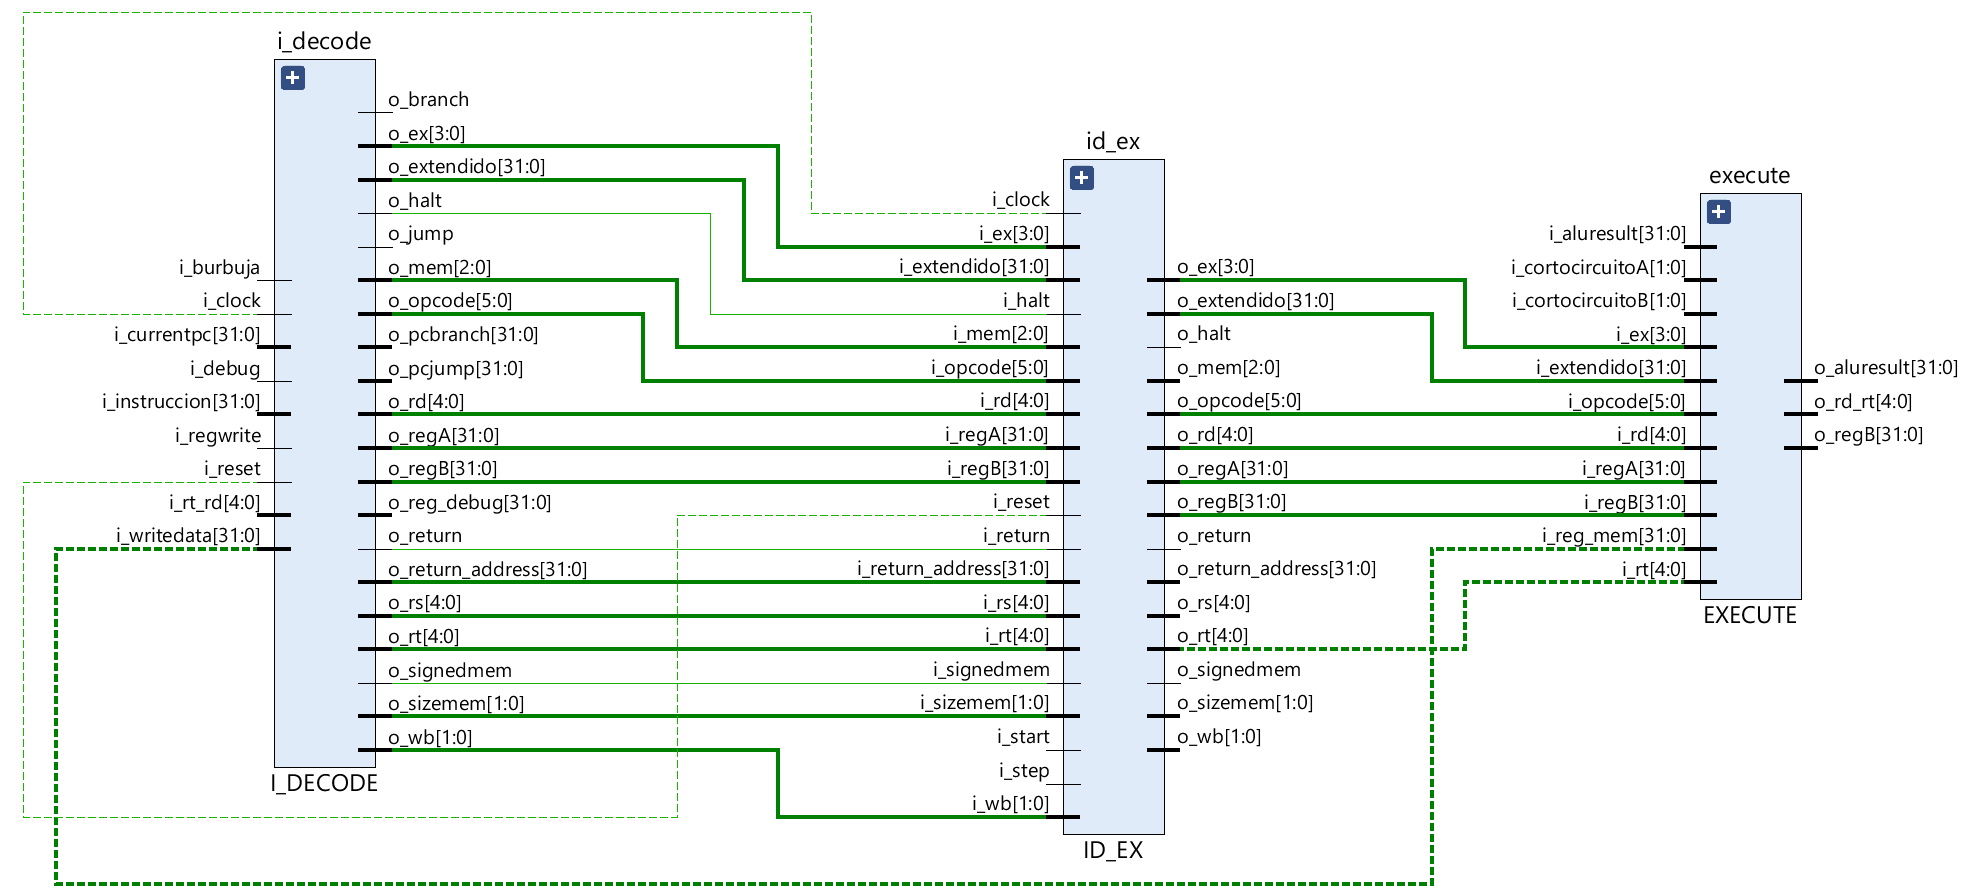 i_decode
i_burbuja
i_clock
i_currentpc[31:0]
i_debug
i_instruccion[31:0]
i_regwrite
i_reset
i_rt_rd[4:0]
i_writedata[31:0]
o_branch
o_ex[3:0]
o_extendido[31:0]
o_halt
o_jump
o_mem[2:0]
o_opcode[5:0]
o_pcbranch[31:0]
o_pcjump[31:0]
o_rd[4:0]
o_regA[31:0]
o_regB[31:0]
o_reg_debug[31:0]
o_return
o_return_address[31:0]
o_rs[4:0]
o_rt[4:0]
o_signedmem
o_sizemem[1:0]
o_wb[1:0]
I_DECODE
id_ex
i_clock
i_ex[3:0]
i_extendido[31:0]
i_halt
i_mem[2:0]
i_opcode[5:0]
i_rd[4:0]
i_regA[31:0]
i_regB[31:0]
i_reset
i_return
i_return_address[31:0]
i_rs[4:0]
i_rt[4:0]
i_signedmem
i_sizemem[1:0]
i_start
i_step
i_wb[1:0]
o_ex[3:0]
o_extendido[31:0]
o_halt
o_mem[2:0]
o_opcode[5:0]
o_rd[4:0]
o_regA[31:0]
o_regB[31:0]
o_return
o_return_address[31:0]
o_rs[4:0]
o_rt[4:0]
o_signedmem
o_sizemem[1:0]
o_wb[1:0]
ID_EX
execute
i_aluresult[31:0]
i_cortocircuitoA[1:0]
i_cortocircuitoB[1:0]
i_ex[3:0]
i_extendido[31:0]
i_opcode[5:0]
i_rd[4:0]
i_regA[31:0]
i_regB[31:0]
i_reg_mem[31:0]
i_rt[4:0]
o_aluresult[31:0]
o_rd_rt[4:0]
o_regB[31:0]
EXECUTE